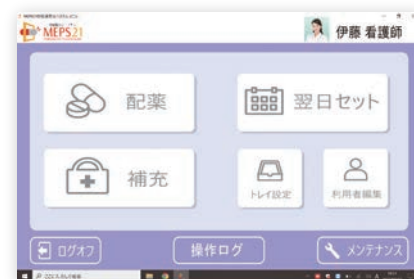 MEPS21
伊藤 看護師
配薬
翌日セット
補充
トレイ設定
利用者編集
ログオフ
操作ログ
メンテナンス